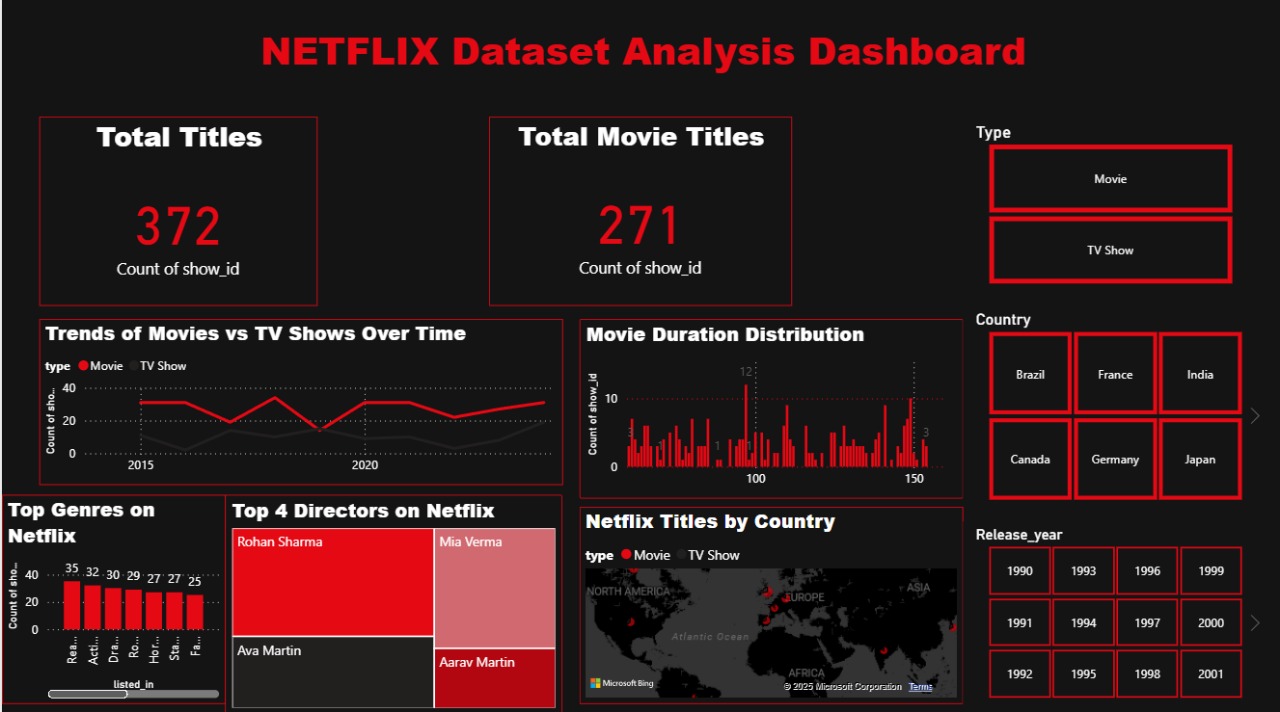 NETFLIX Dataset Analysis Dashboard
Total Titles
372
Count of show_id
Total Movie Titles
271
Count of show_id
Type
Movie
TV Show
Trends of Movies vs TV Shows Over Time
type Movie TV Show
Count of sho...
40
20
0
2015 2020
Movie Duration Distribution
Count of show_id
10
0
3 1 1 12 1 3
100 150
Country
Brazil France India
Canada Germany Japan
Top Genres on
Netflix
Count of sho...
40
20
0
35 32 30 29 27 27 25
Rea... Acti... Dra... Ro... Hor... Sta... Fa...
listed_in
Top 4 Directors on Netflix
Rohan Sharma
Mia Verma
Ava Martin
Aarav Martin
Netflix Titles by Country
type Movie TV Show
NORTH AMERICA
EUROPE
ASIA
Atlantic Ocean
AFRICA
Microsoft Bing
© 2025 Microsoft Corporation Terms
Release_year
1990 1993 1996 1999
1991 1994 1997 2000
1992 1995 1998 2001